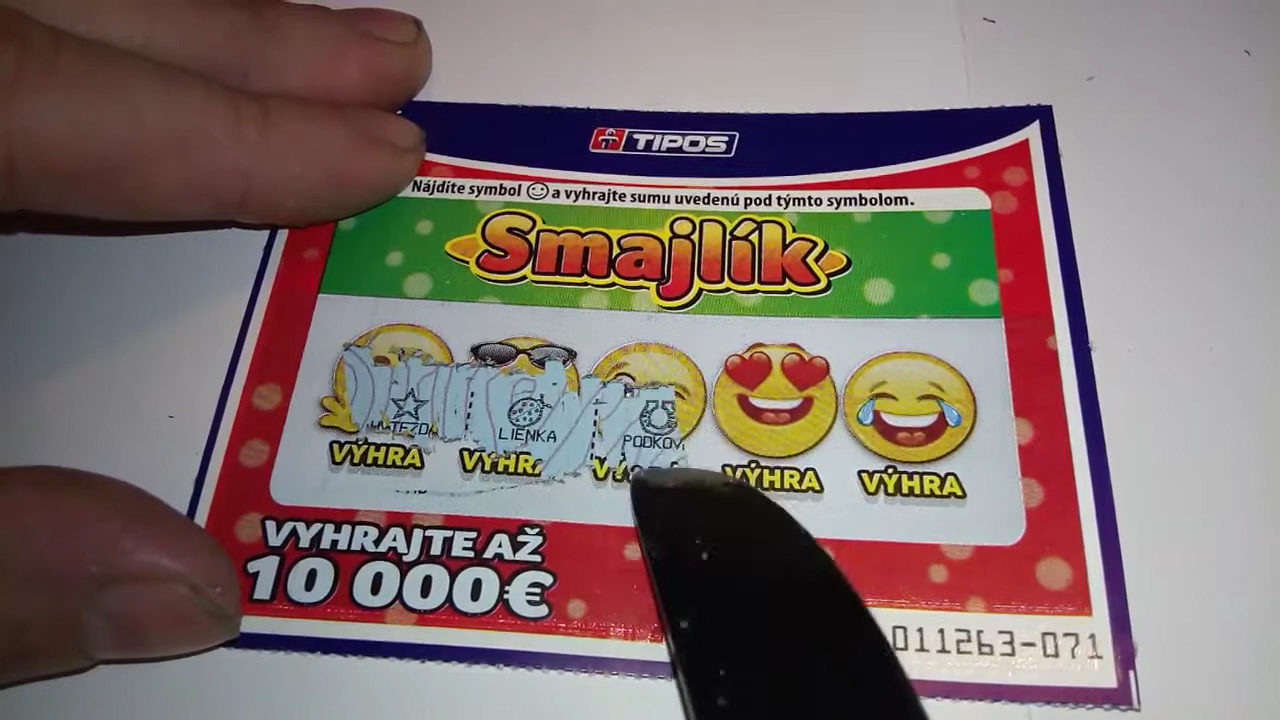 TIPOS
Nájdite symbol ☺ a vyhrajte sumu uvedenú pod týmto symbolom.
Smajlík
LIENKA
PODKOV
VÝHRA VÝHRA VÝHRA VÝHRA
VYHRAJTE AŽ
10 000€
011263-071